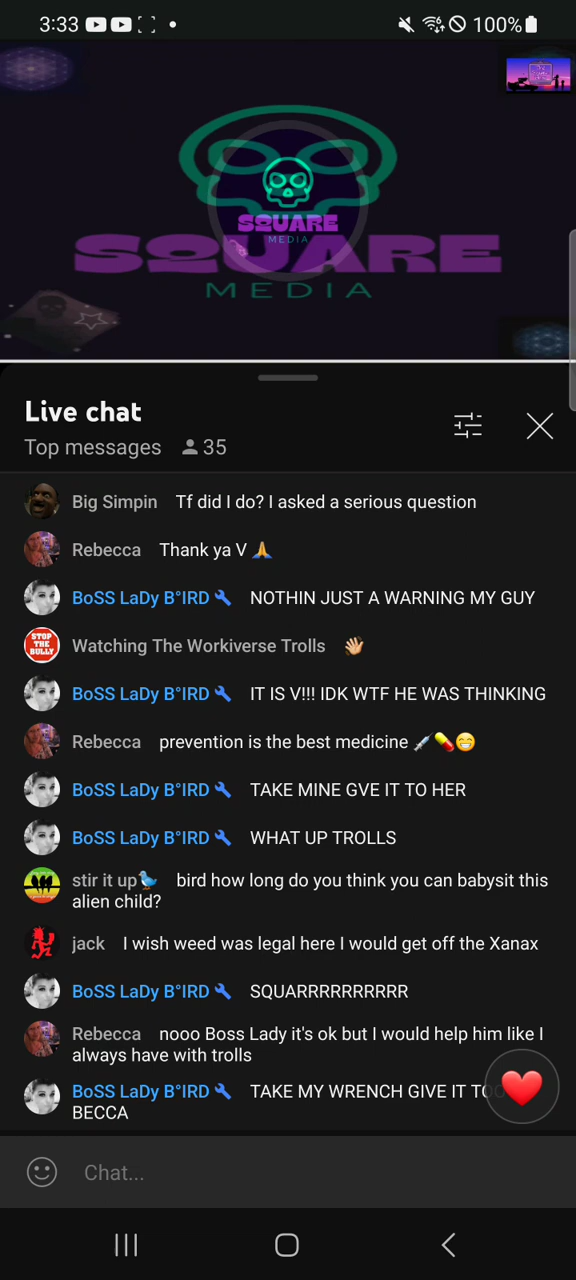 3:33
100%
SQUARE
MEDIA
SQUARE
MEDIA
Live chat
Top messages 35
Big Simpin Tf did I do? I asked a serious question
Rebecca Thank ya V 🙏
BoSS LaDy B°IRD NOTHIN JUST A WARNING MY GUY
STOP
THE
BULLY
Watching The Workiverse Trolls 👋🏼
BoSS LaDy B°IRD IT IS V!!! IDK WTF HE WAS THINKING
Rebecca prevention is the best medicine 💉💊😁
BoSS LaDy B°IRD TAKE MINE GVE IT TO HER
BoSS LaDy B°IRD WHAT UP TROLLS
stir it up🐦 bird how long do you think you can babysit this
alien child?
jack I wish weed was legal here I would get off the Xanax
BoSS LaDy B°IRD SQUARRRRRRRRRR
Rebecca nooo Boss Lady it's ok but I would help him like I
always have with trolls
BoSS LaDy B°IRD TAKE MY WRENCH GIVE IT TOO
BECCA
Chat...